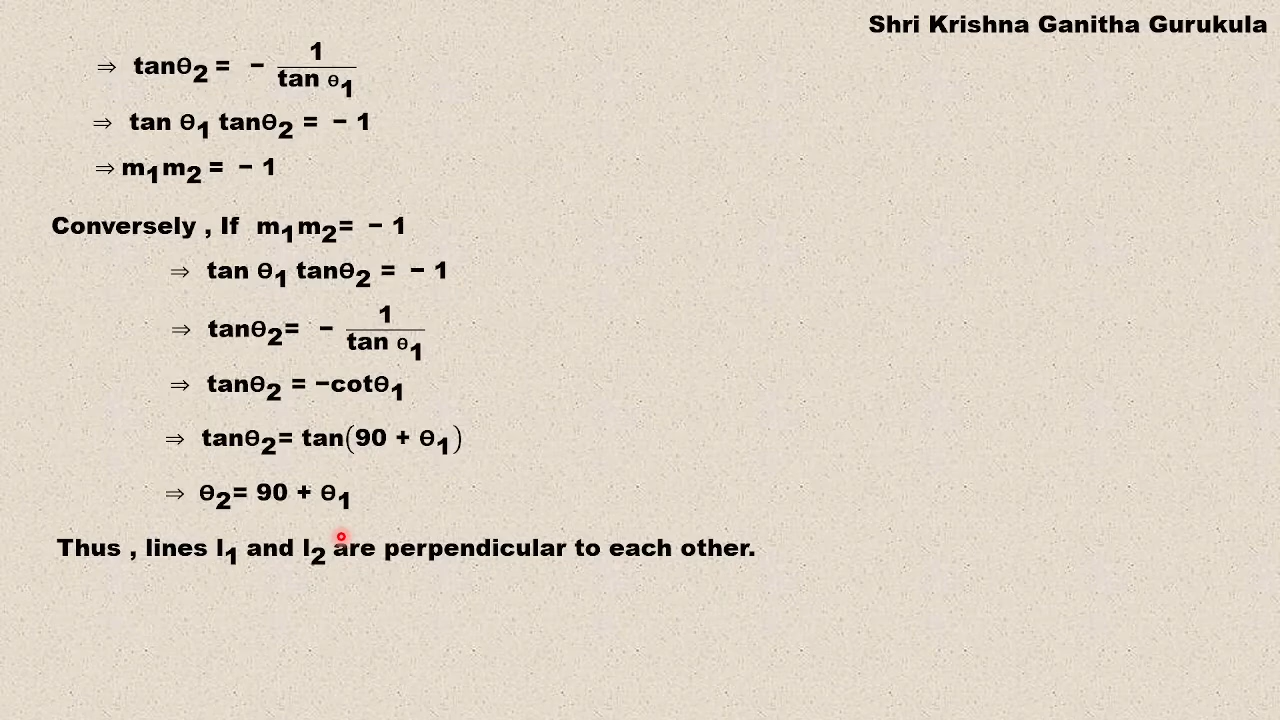 Shri Krishna Ganitha Gurukula
⇒ tanθ₂ = − 1/(tan θ₁)
⇒ tan θ₁ tanθ₂ = − 1
⇒ m₁m₂ = − 1
Conversely , If m₁m₂= − 1
⇒ tan θ₁ tanθ₂ = − 1
⇒ tanθ₂= − 1/(tan θ₁)
⇒ tanθ₂ = −cotθ₁
⇒ tanθ₂= tan(90 + θ₁)
⇒ θ₂= 90 + θ₁
Thus , lines l₁ and l₂ are perpendicular to each other.